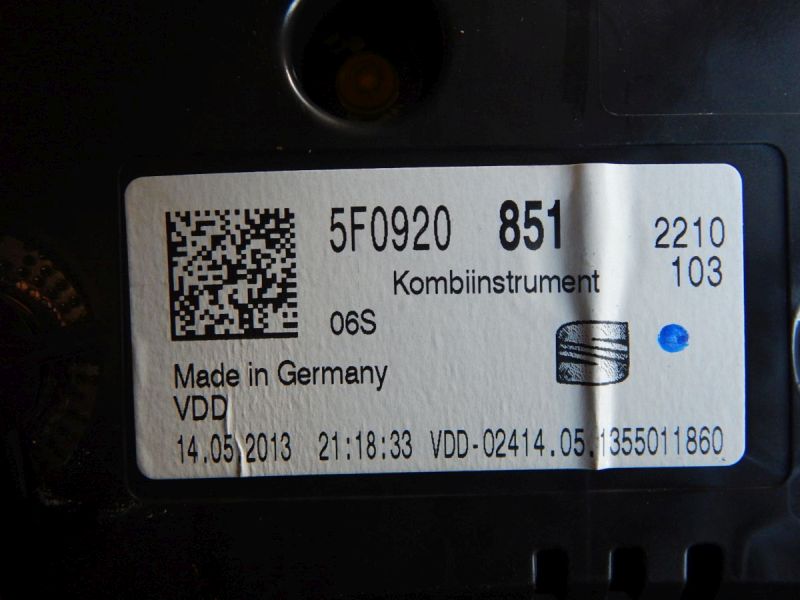 5F0920 851 2210
Kombiinstrument 103
06S
Made in Germany
VDD
14.05.2013 21:18:33 VDD-02414.05.1355011860